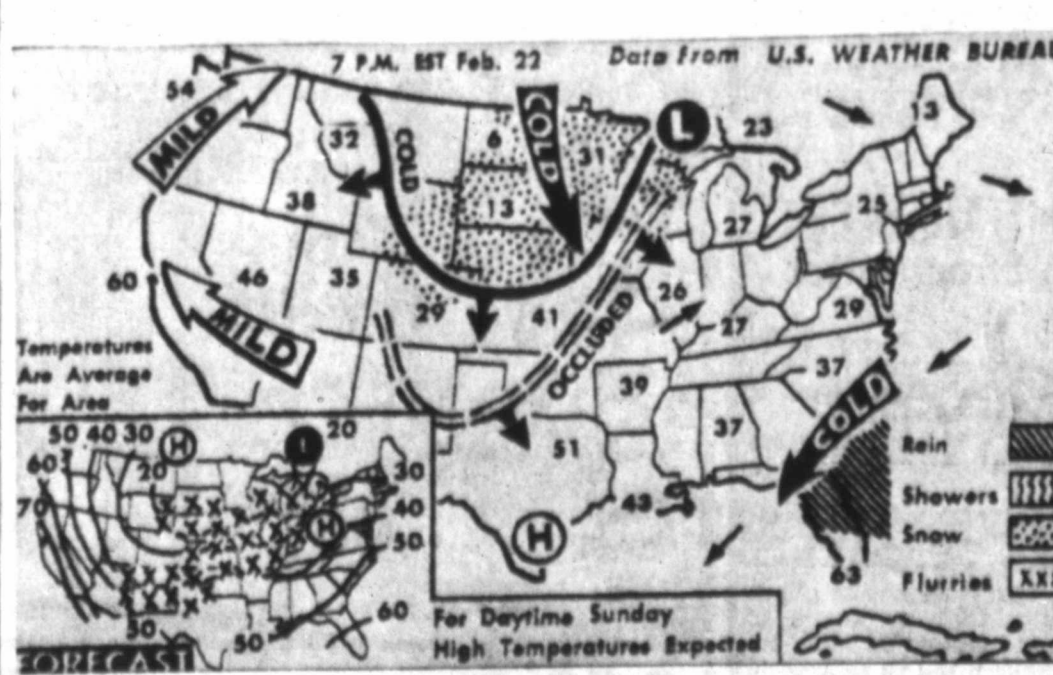 7 P.M. EST Feb. 22
Data From U.S. WEATHER BUREAU
54
MILD
32
COLD
6
COLD
31
L
23
13
38
13
27
25
60
46
35
29
41
26
27
29
MILD
OCCLUDED
Temperatures
Are Average
For Area
39
37
37
COLD
51
43
H
63
Rain
Showers
Snow
Flurries
50 40 30
H
20
60
20
30
70
H
40
50
60
50
50
FORECAST
For Daytime Sunday
High Temperatures Expected